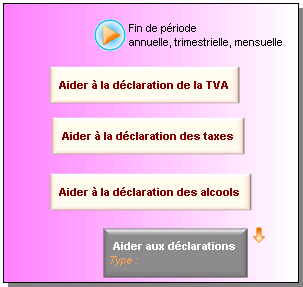 Fin de période
annuelle, trimestrielle, mensuelle
Aider à la déclaration de la TVA
Aider à la déclaration des taxes
Aider à la déclaration des alcools
Aider aux déclarations
Type :